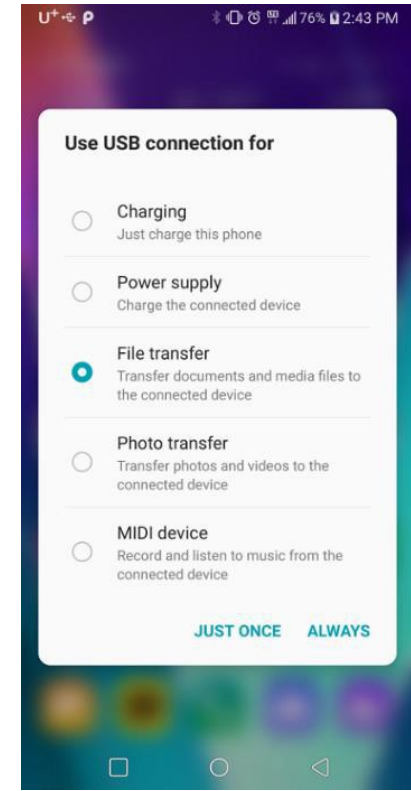 U+ P 76% 2:43 PM
Use USB connection for
Charging
Just charge this phone
Power supply
Charge the connected device
File transfer
Transfer documents and media files to
the connected device
Photo transfer
Transfer photos and videos to the
connected device
MIDI device
Record and listen to music from the
connected device
JUST ONCE ALWAYS